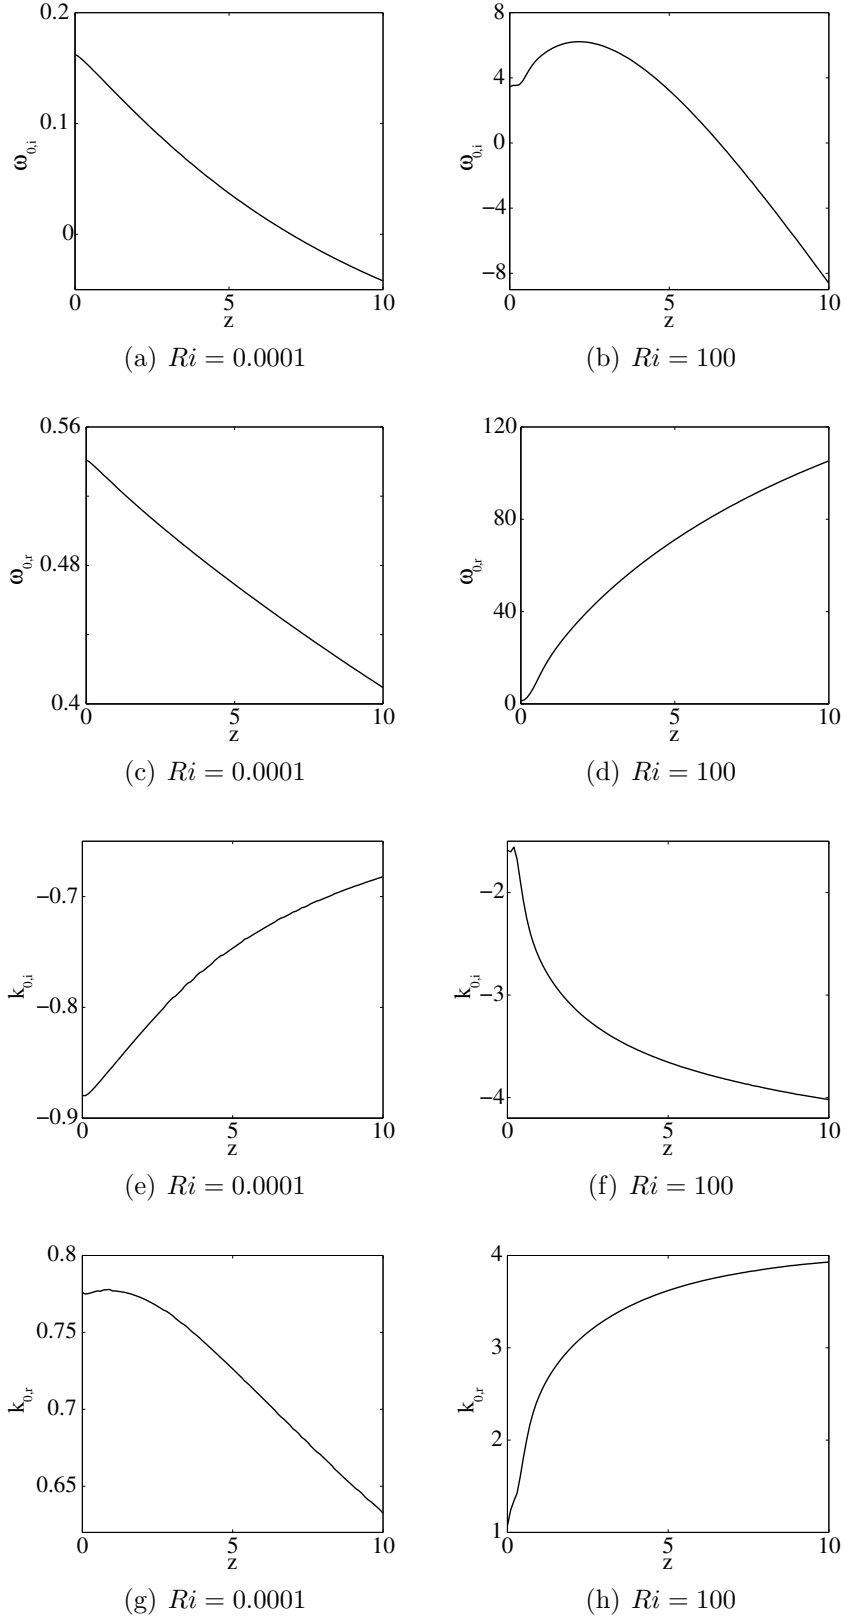 0.2
0.1
0
ω0,i
0 5 10
z
(a) Ri = 0.0001
8
4
0
−4
−8
ω0,i
0 5 10
z
(b) Ri = 100
0.56
0.48
0.4
ω0,r
0 5 10
z
(c) Ri = 0.0001
120
80
40
0
ω0,r
0 5 10
z
(d) Ri = 100
−0.7
−0.8
−0.9
k0,i
0 5 10
z
(e) Ri = 0.0001
−2
−3
−4
k0,i
0 5 10
z
(f) Ri = 100
0.8
0.75
0.7
0.65
k0,r
0 5 10
z
(g) Ri = 0.0001
4
3
2
1
k0,r
0 5 10
z
(h) Ri = 100